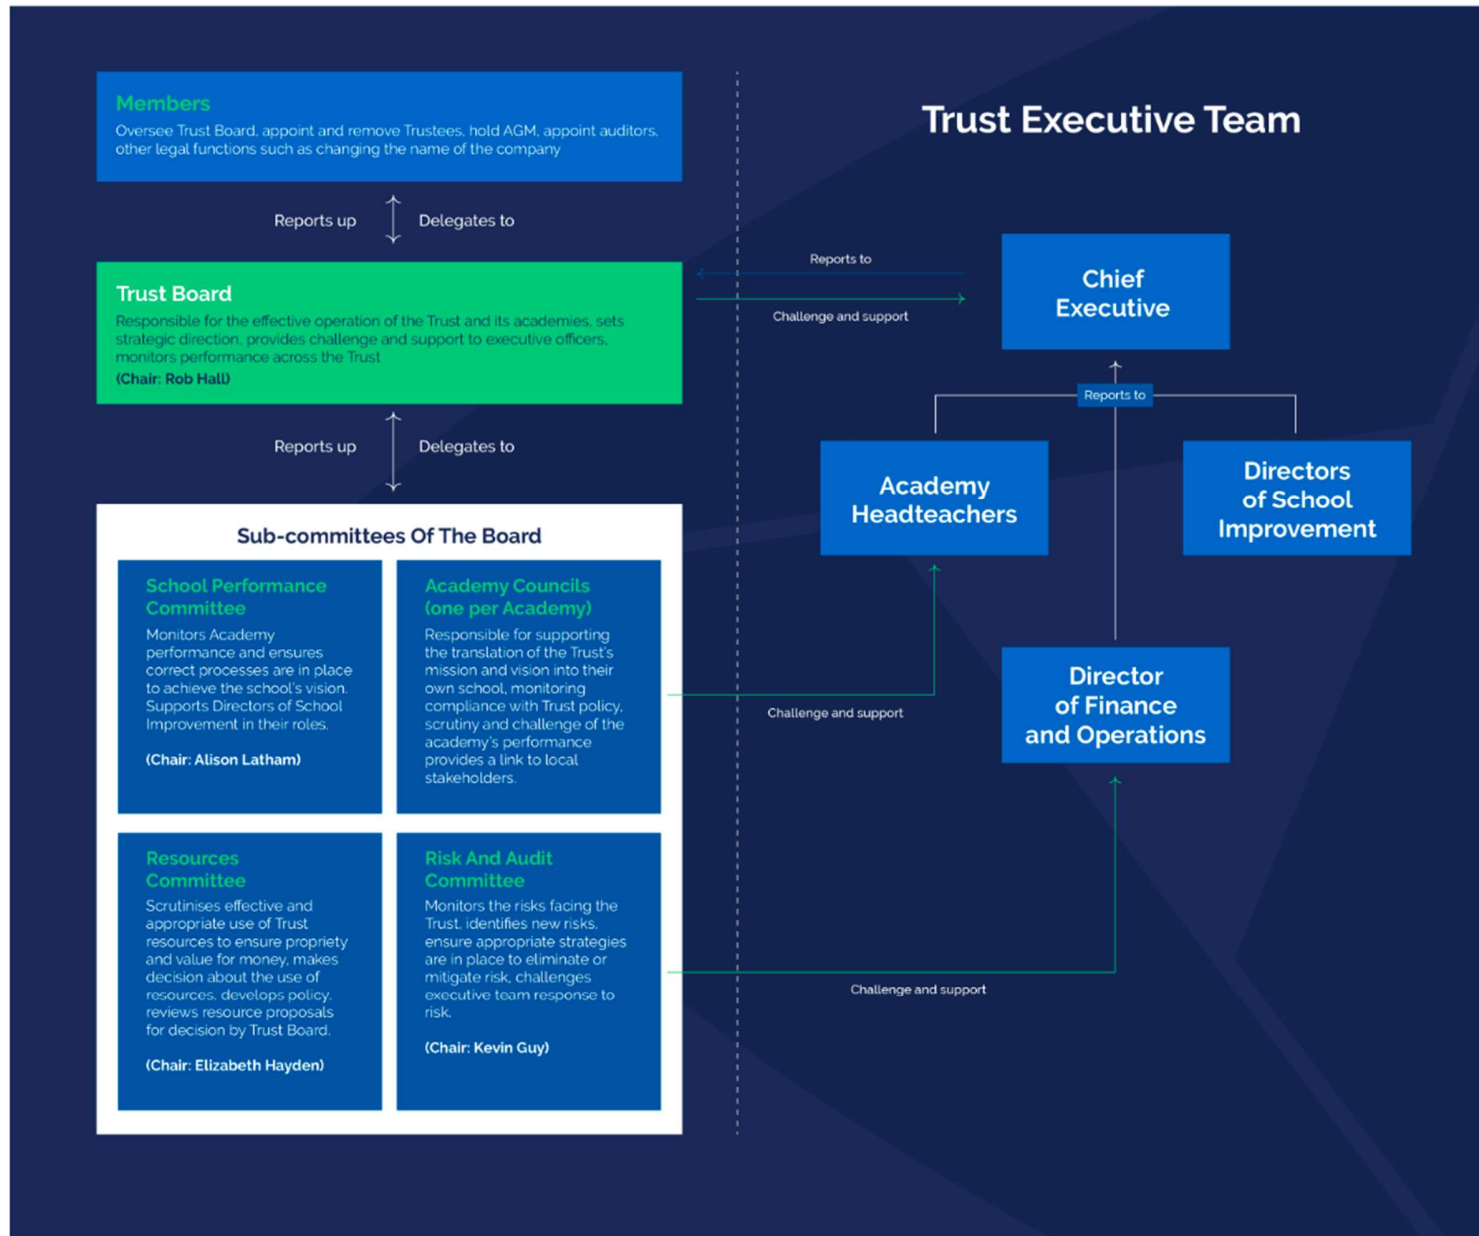 Members
Oversee Trust Board, appoint and remove Trustees, hold AGM, appoint auditors,
other legal functions such as changing the name of the company
Reports up
Delegates to
Trust Board
Responsible for the effective operation of the Trust and its academies, sets
strategic direction, provides challenge and support to executive officers,
monitors performance across the Trust
(Chair: Rob Hall)
Reports up
Delegates to
Sub-committees Of The Board
School Performance
Committee
Monitors Academy
performance and ensures
correct processes are in place
to achieve the school's vision.
Supports Directors of School
Improvement in their roles.
(Chair: Alison Latham)
Academy Councils
(one per Academy)
Responsible for supporting
the translation of the Trust's
mission and vision into their
own school, monitoring
compliance with Trust policy,
scrutiny and challenge of the
academy's performance
provides a link to local
stakeholders.
Resources
Committee
Scrutinises effective and
appropriate use of Trust
resources to ensure propriety
and value for money, makes
decision about the use of
resources, develops policy,
reviews resource proposals
for decision by Trust Board.
(Chair: Elizabeth Hayden)
Risk And Audit
Committee
Monitors the risks facing the
Trust, identifies new risks,
ensure appropriate strategies
are in place to eliminate or
mitigate risk, challenges
executive team response to
risk.
(Chair: Kevin Guy)
Trust Executive Team
Reports to
Challenge and support
Chief
Executive
Reports to
Academy
Headteachers
Directors
of School
Improvement
Director
of Finance
and Operations
Challenge and support
Challenge and support